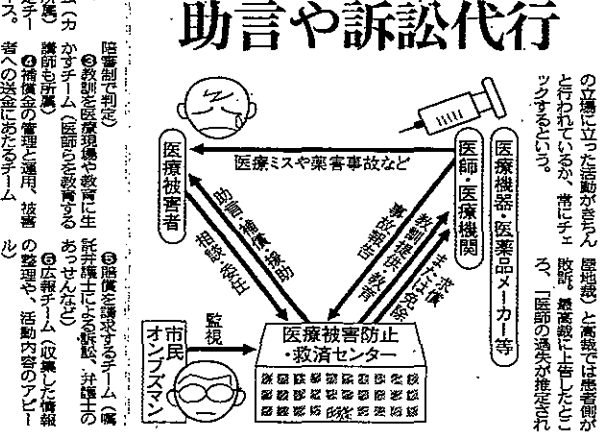 助言や訴訟代行
の立場に立った活動がきちん
と行われているか、常にチェ
ックするという。
屋地裁）と高裁では患者側が
敗訴。最高裁に上告したとこ
ろ、「医師の過失が推定され
医療機器・医薬品メーカー等
医師・医療機関
医療ミスや薬害事故など
医療被害者
助言・補償・援助
相談・委任
事故報告
教訓提供・教育
求償
または免除
監視
市民
オンブズマン
医療被害防止
・救済センター
陪審制で判定）
❸教訓を医療現場や教育に生
かすチーム（医師らを教育する
講師も所属）
❹補償金の管理と運用、被害
者への送金にあたるチーム
❺賠償を請求するチーム（嘱
託弁護士による訴訟、弁護士の
あっせんなど）
❻広報チーム（収集した情報
の整理や、活動内容のアピー
ル）